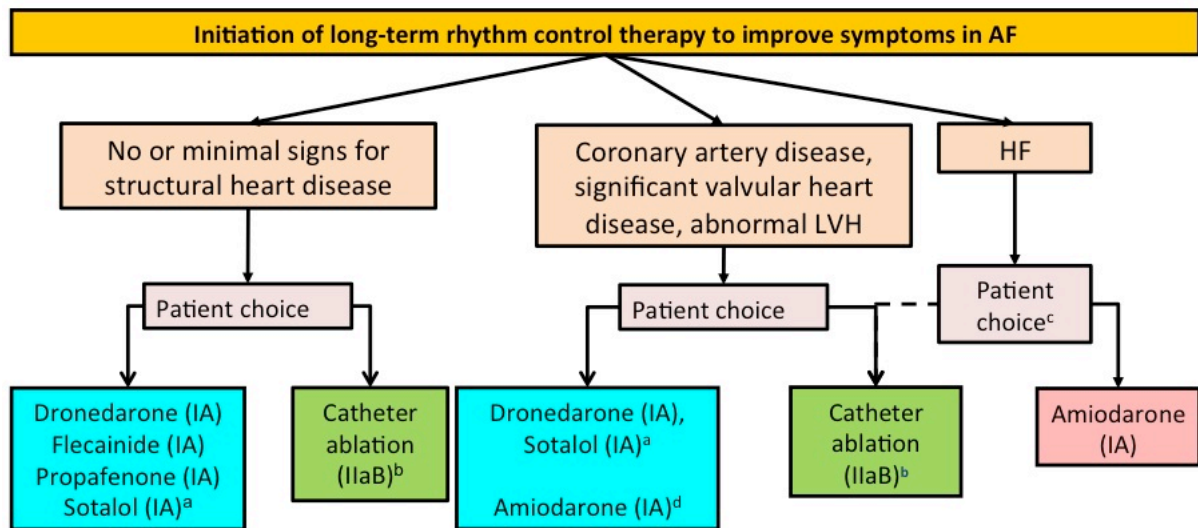 Initiation of long-term rhythm control therapy to improve symptoms in AF
No or minimal signs for
structural heart disease
Coronary artery disease,
significant valvular heart
disease, abnormal LVH
HF
Patient choice
Patient choice
Patient
choiceᶜ
Dronedarone (IA)
Flecainide (IA)
Propafenone (IA)
Sotalol (IA)ᵃ
Catheter
ablation
(IIaB)ᵇ
Dronedarone (IA),
Sotalol (IA)ᵃ
Amiodarone (IA)ᵈ
Catheter
ablation
(IIaB)ᵇ
Amiodarone
(IA)